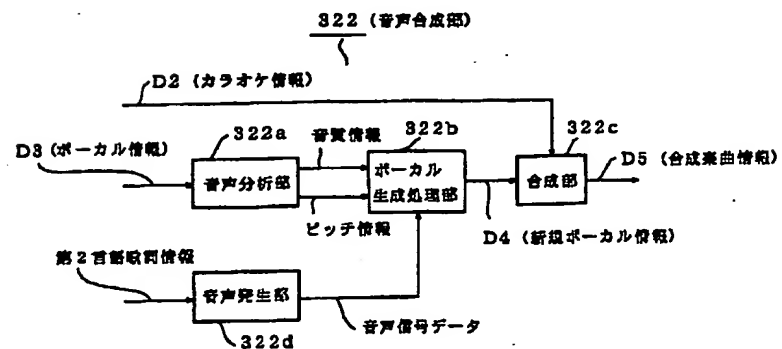 322 (音声合成部)
D2 (カラオケ情報)
322a
音質情報
322b
322c
D3 (ボーカル情報)
D5 (合成楽曲情報)
音声分析部
ボーカル
生成処理部
合成部
ピッチ情報
D4 (新規ボーカル情報)
第2言語歌詞情報
音声発生部
322d
音声信号データ